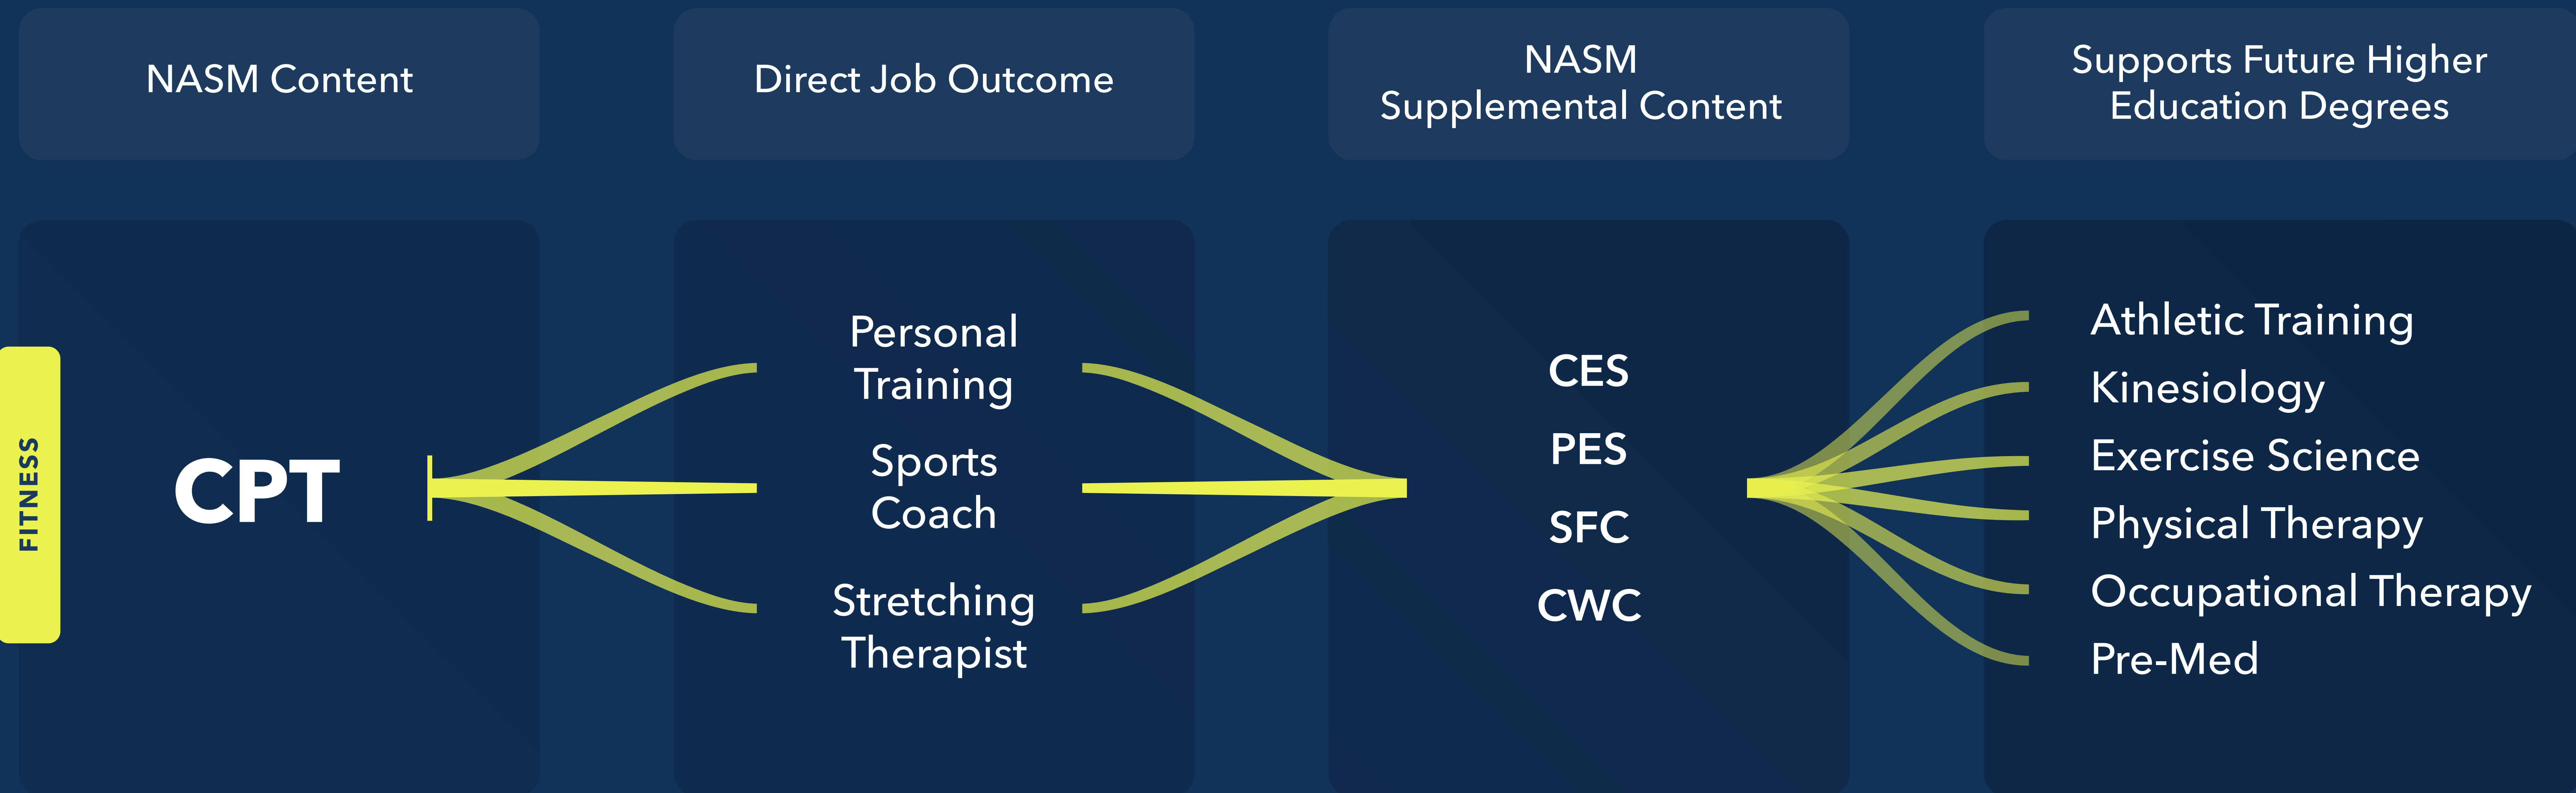 NASM Content
Direct Job Outcome
NASM
Supplemental Content
Supports Future Higher
Education Degrees
FITNESS
CPT
Personal
Training
Sports
Coach
Stretching
Therapist
CES
PES
SFC
CWC
Athletic Training
Kinesiology
Exercise Science
Physical Therapy
Occupational Therapy
Pre-Med